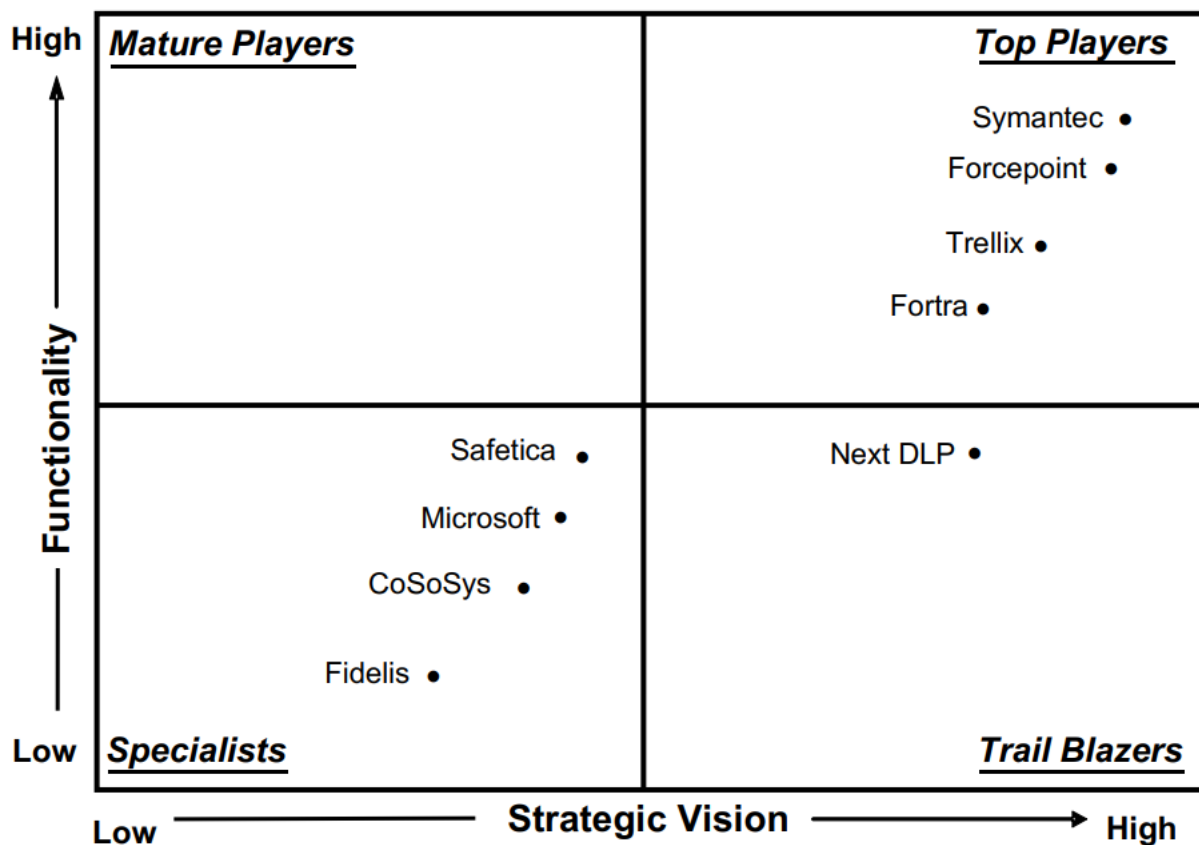 High
Mature Players
Top Players
Symantec
Forcepoint
Trellix
Fortra
Functionality
Safetica
Next DLP
Microsoft
CoSoSys
Fidelis
Low
Specialists
Trail Blazers
Low
Strategic Vision
High